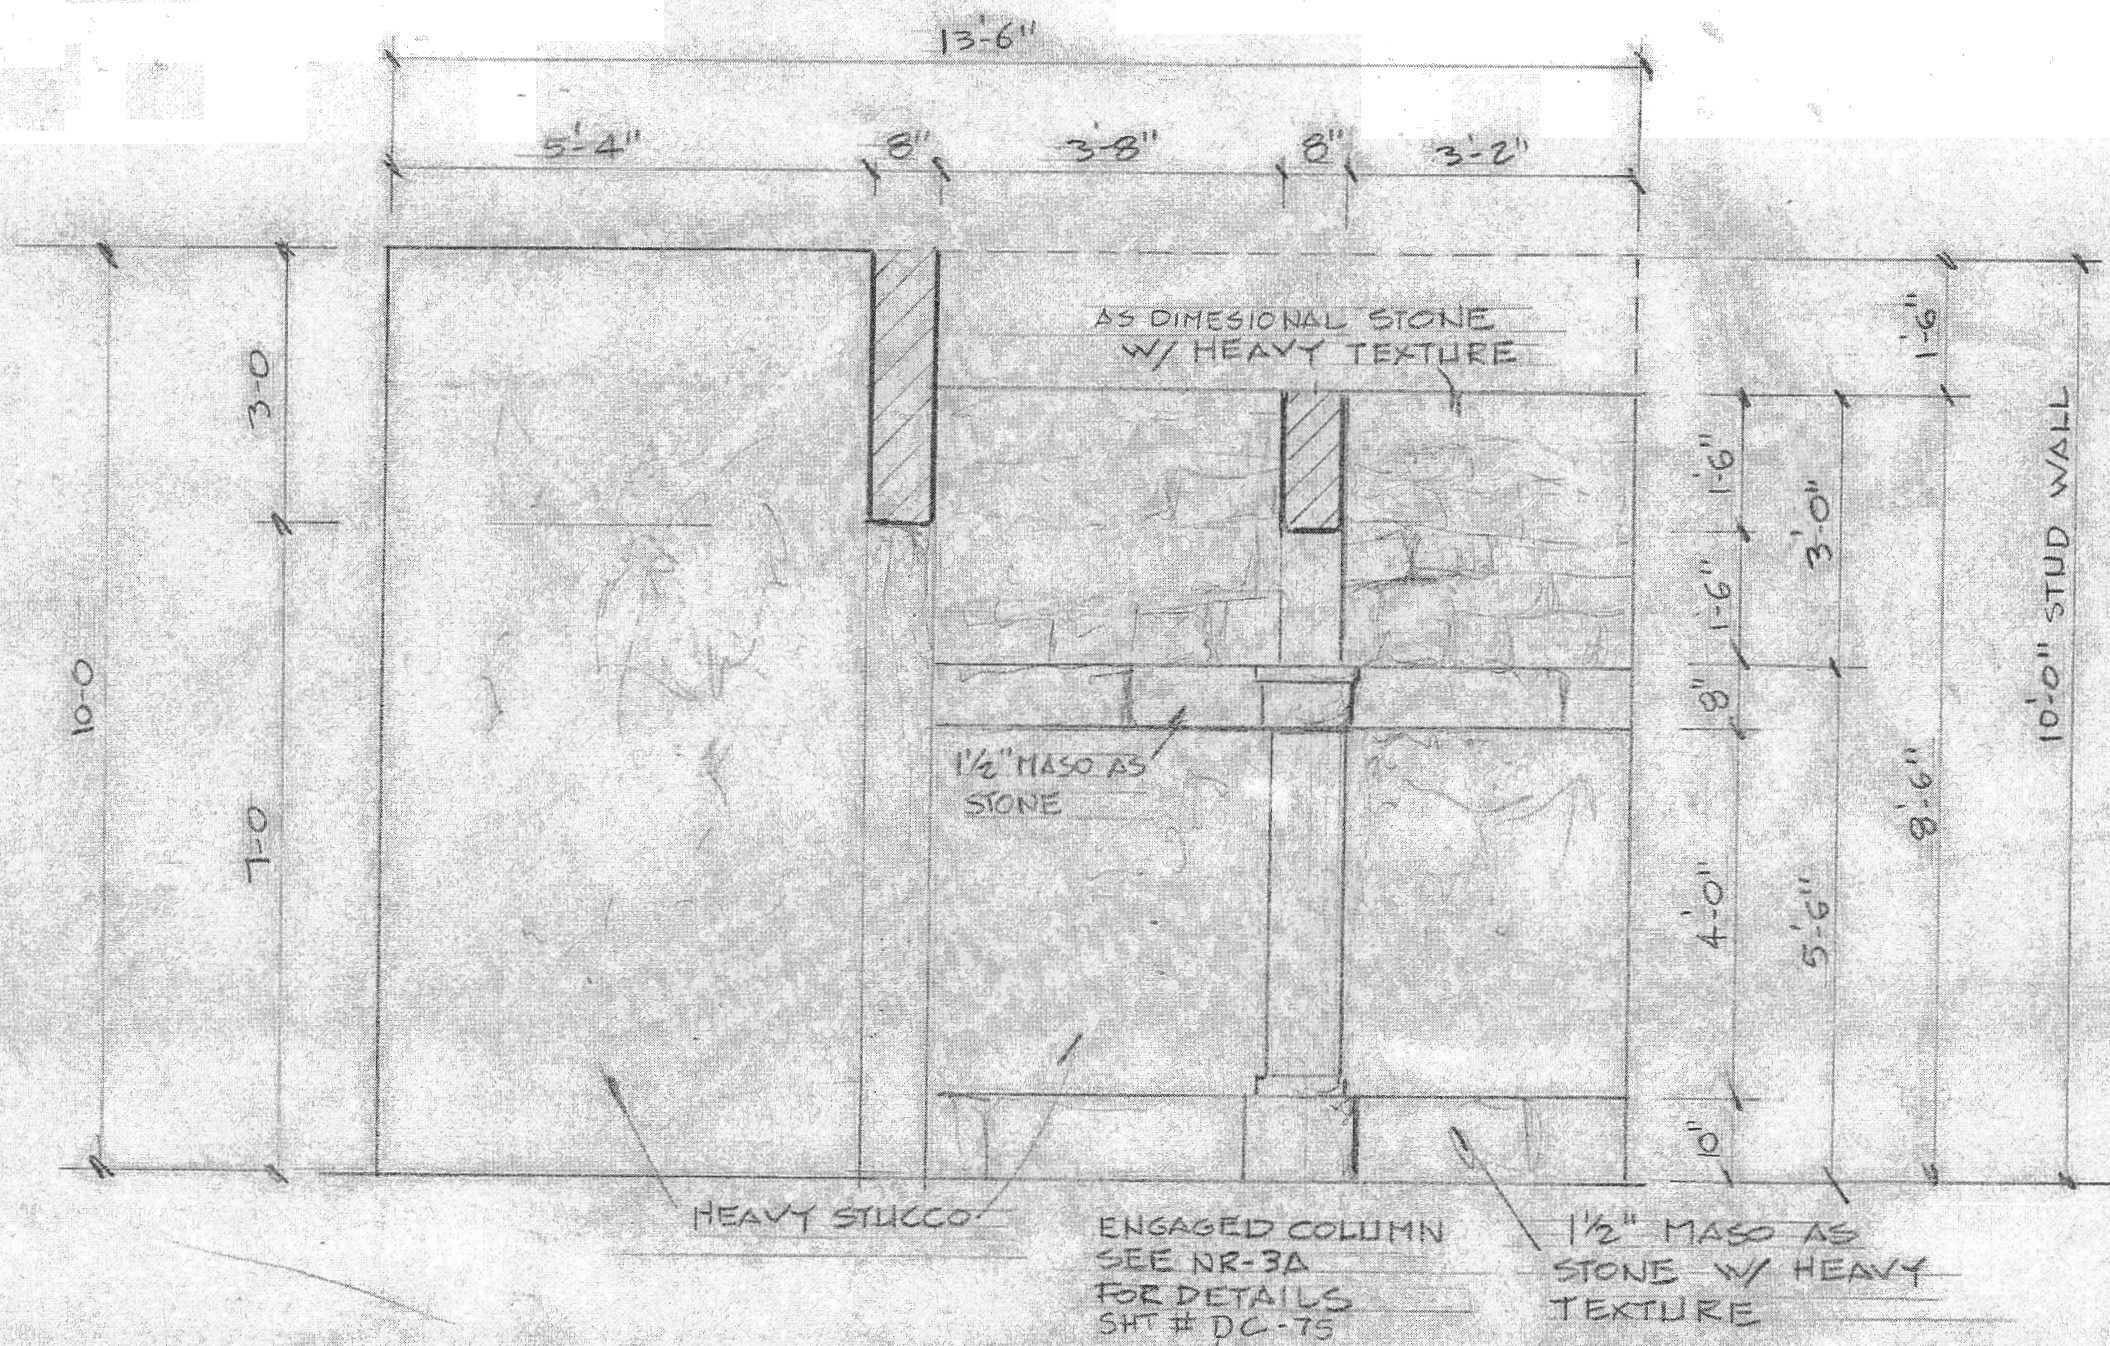 13'-6"
5'-4"
8"
3'-8"
8"
3'-2"
AS DIMESIONAL STONE
W/ HEAVY TEXTURE
3-0
7-0
10-0
1'-6"
1'-6"
1'-6"
3'-0"
8"
4'-0"
5'-6"
8'-6"
10"
10'-0" STUD WALL
1 1/2" MASO AS
STONE
HEAVY STUCCO
ENGAGED COLUMN
SEE NR-3A
FOR DETAILS
SHT # DC-75
1 1/2" MASO AS
STONE W/ HEAVY
TEXTURE